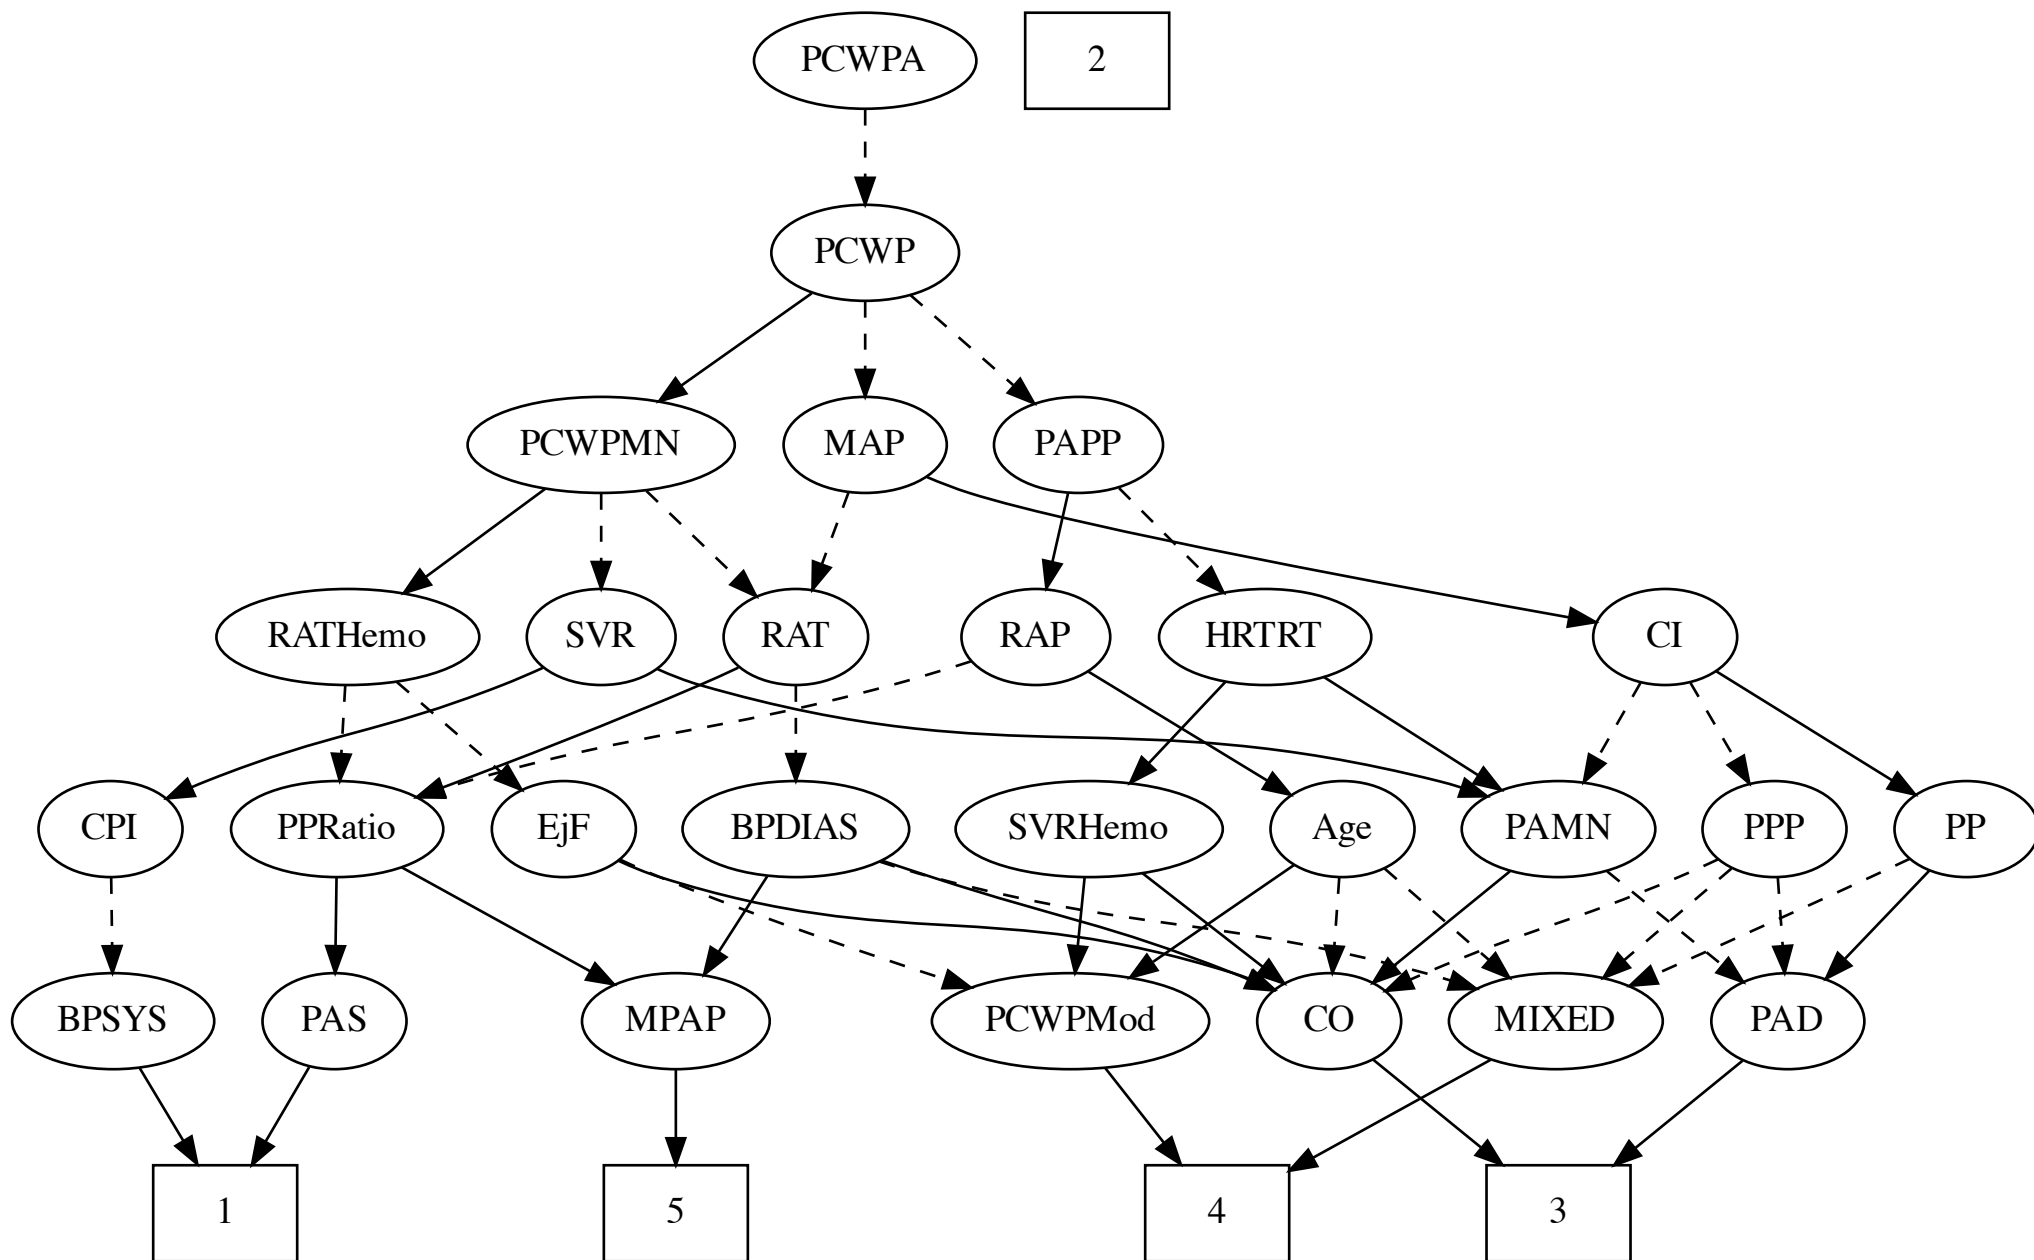 PCWPA
2
PCWP
PCWPMN
MAP
PAPP
RATHemo
SVR
RAT
RAP
HRTRT
CI
CPI
PPRatio
EjF
BPDIAS
SVRHemo
Age
PAMN
PPP
PP
BPSYS
PAS
MPAP
PCWPMod
CO
MIXED
PAD
1
5
4
3